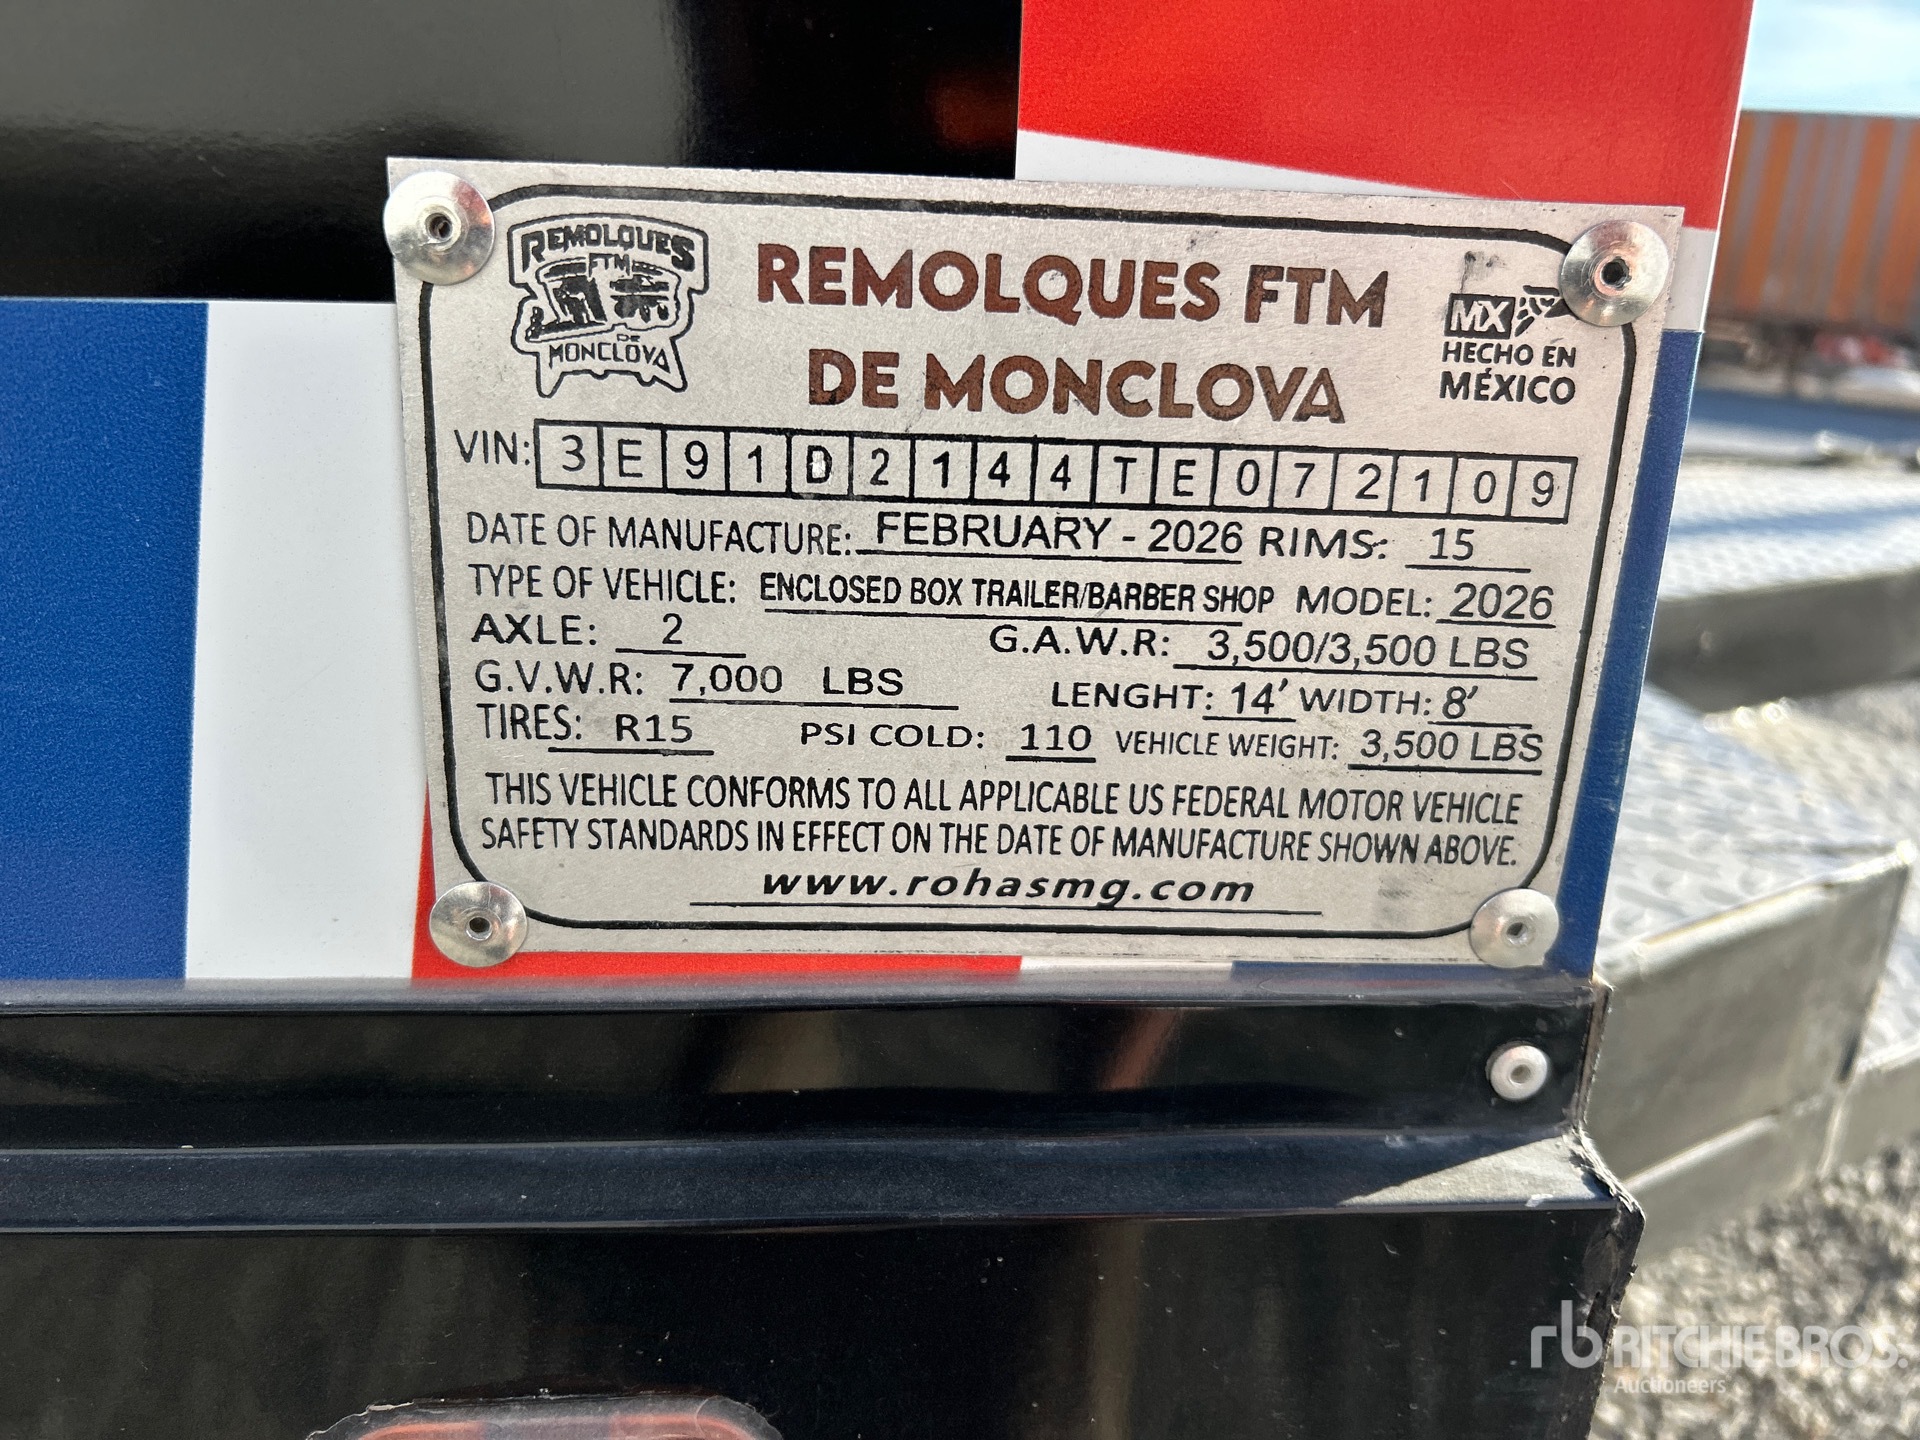 REMOLQUES
FTM
DE
MONCLOVA
REMOLQUES FTM
DE MONCLOVA
MX
HECHO EN
MÉXICO
VIN: 3E91D2144TE072109
DATE OF MANUFACTURE: FEBRUARY - 2026 RIMS: 15
TYPE OF VEHICLE: ENCLOSED BOX TRAILER/BARBER SHOP MODEL: 2026
AXLE: 2 G.A.W.R: 3,500/3,500 LBS
G.V.W.R: 7,000 LBS LENGHT: 14' WIDTH: 8'
TIRES: R15 PSI COLD: 110 VEHICLE WEIGHT: 3,500 LBS
THIS VEHICLE CONFORMS TO ALL APPLICABLE US FEDERAL MOTOR VEHICLE
SAFETY STANDARDS IN EFFECT ON THE DATE OF MANUFACTURE SHOWN ABOVE.
www.rohasmg.com
rb RITCHIE BROS.
Auctioneers